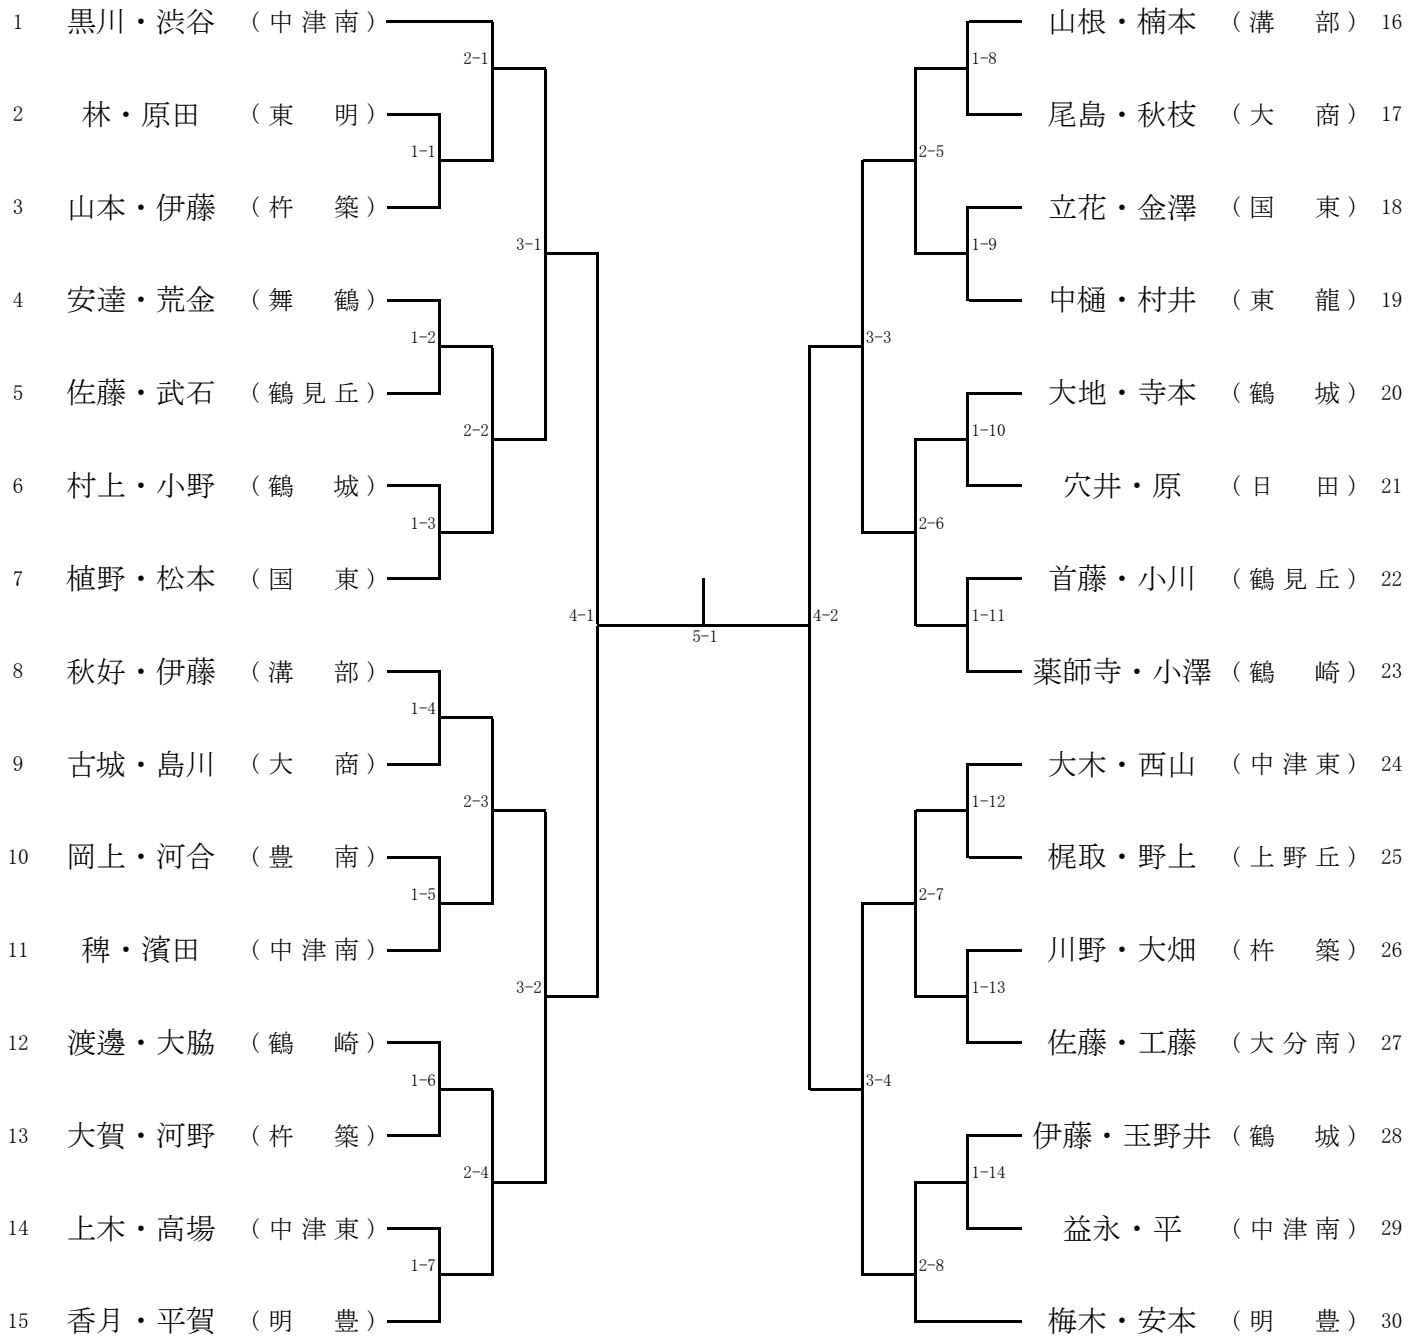 1 黒川・渋谷 （中津南）
2-1
2 林・原田 （東 明）
1-1
3 山本・伊藤 （杵 築）
3-1
4 安達・荒金 （舞 鶴）
1-2
5 佐藤・武石 （鶴見丘）
2-2
6 村上・小野 （鶴 城）
1-3
7 植野・松本 （国 東）
4-1
8 秋好・伊藤 （溝 部）
1-4
9 古城・島川 （大 商）
2-3
10 岡上・河合 （豊 南）
1-5
11 稗・濱田 （中津南）
3-2
12 渡邊・大脇 （鶴 崎）
1-6
13 大賀・河野 （杵 築）
2-4
14 上木・高場 （中津東）
1-7
15 香月・平賀 （明 豊）
5-1
山根・楠本 （溝 部） 16
1-8
尾島・秋枝 （大 商） 17
2-5
立花・金澤 （国 東） 18
1-9
中樋・村井 （東 龍） 19
3-3
大地・寺本 （鶴 城） 20
1-10
穴井・原 （日 田） 21
2-6
首藤・小川 （鶴見丘） 22
4-2
1-11
薬師寺・小澤 （鶴 崎） 23
大木・西山 （中津東） 24
1-12
梶取・野上 （上野丘） 25
2-7
川野・大畑 （杵 築） 26
1-13
佐藤・工藤 （大分南） 27
3-4
伊藤・玉野井 （鶴 城） 28
1-14
益永・平 （中津南） 29
2-8
梅木・安本 （明 豊） 30